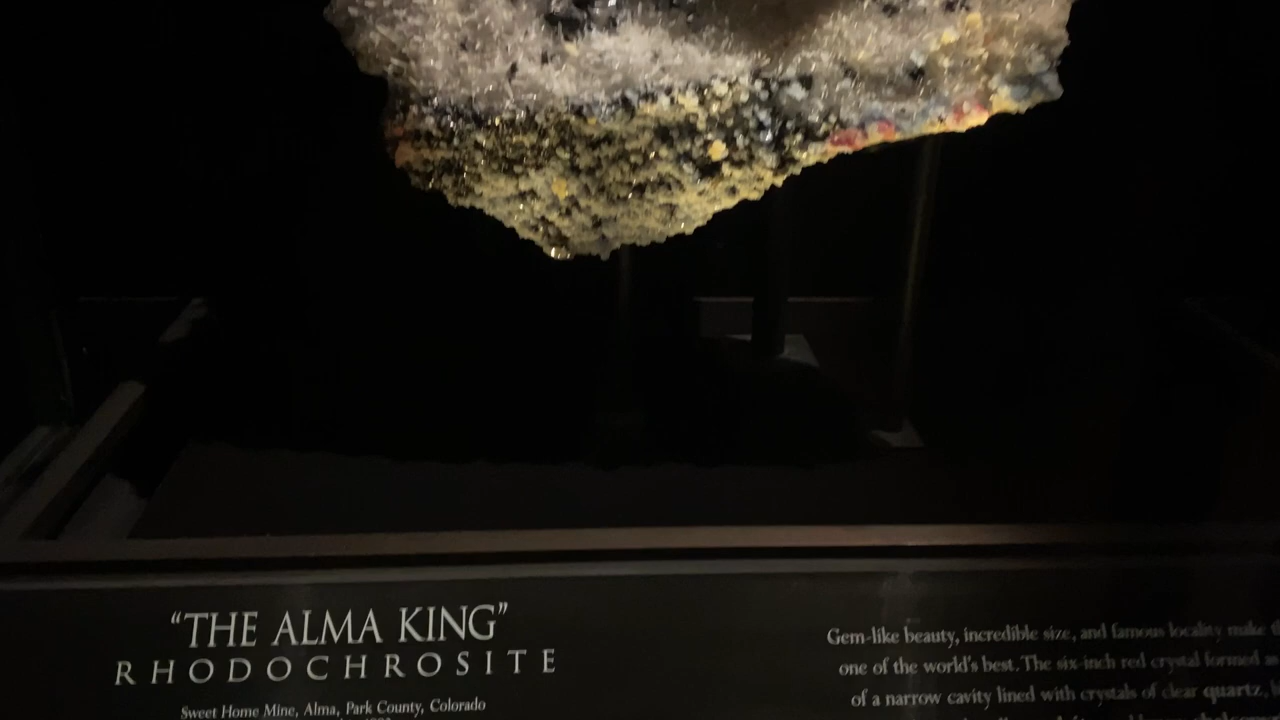 “THE ALMA KING”
RHODOCHROSITE
Sweet Home Mine, Alma, Park County, Colorado
Gem-like beauty, incredible size, and famous locality make
one of the world's best. The six-inch red crystal formed
of a narrow cavity lined with crystals of clear quartz,